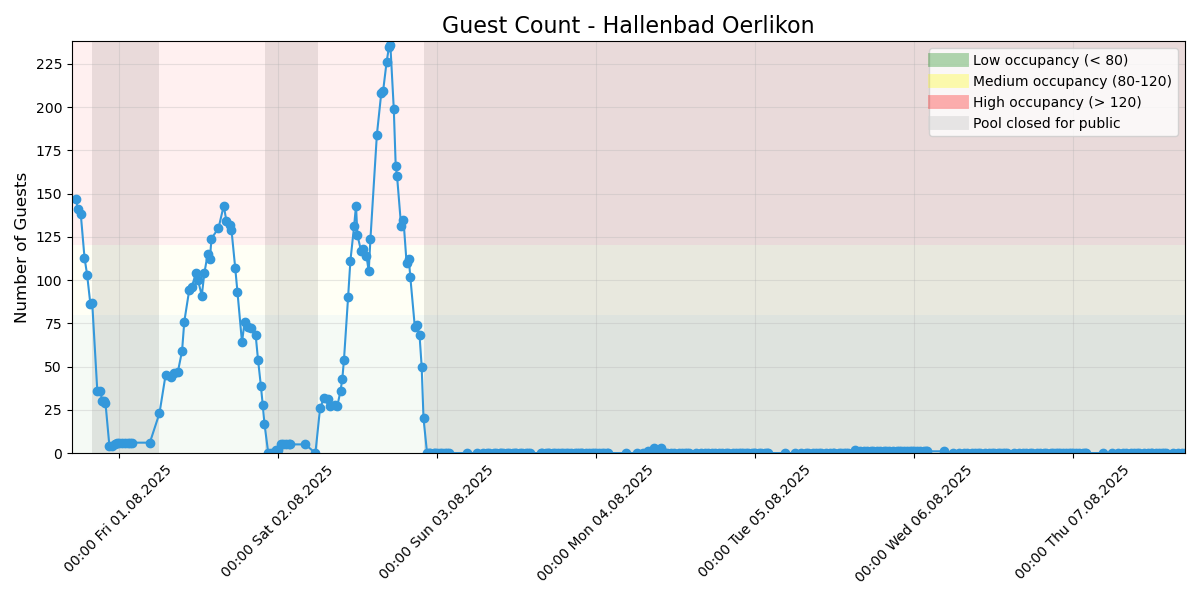 Guest Count - Hallenbad Oerlikon
Number of Guests
225
200
175
150
125
100
75
50
25
0
Low occupancy (< 80)
Medium occupancy (80-120)
High occupancy (> 120)
Pool closed for public
00:00 Fri 01.08.2025
00:00 Sat 02.08.2025
00:00 Sun 03.08.2025
00:00 Mon 04.08.2025
00:00 Tue 05.08.2025
00:00 Wed 06.08.2025
00:00 Thu 07.08.2025